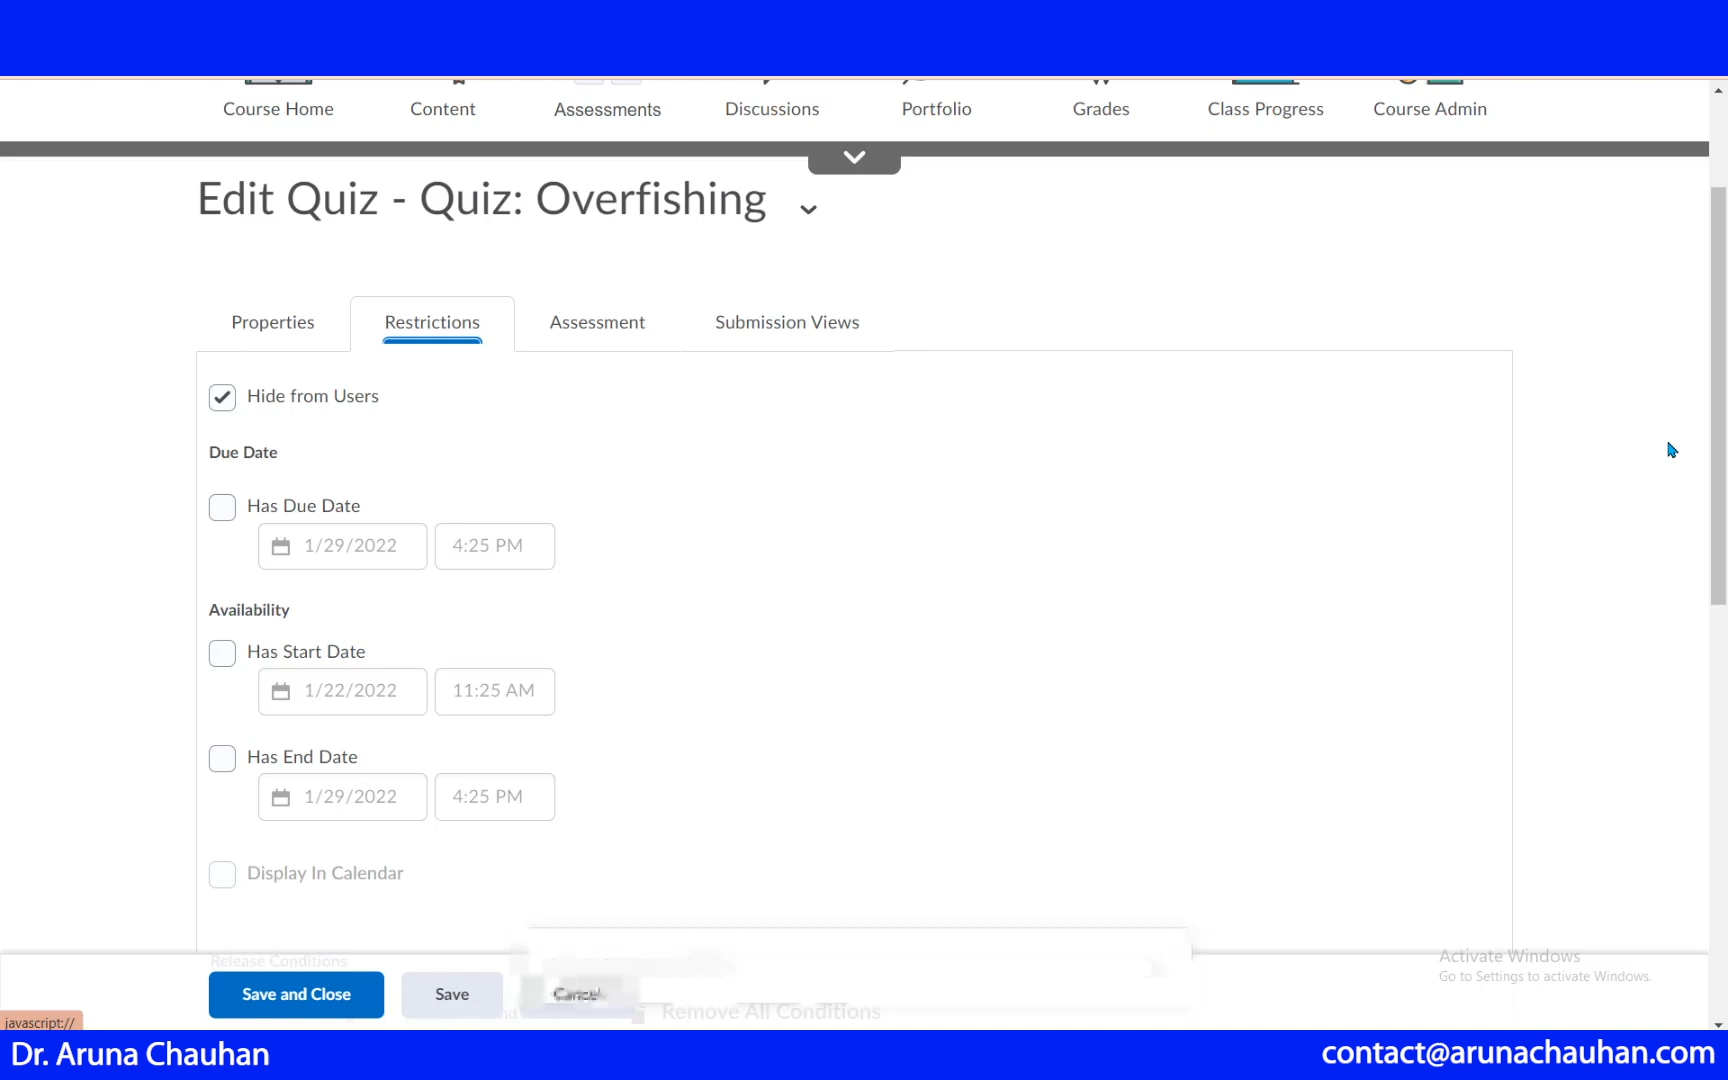 Course Home Content Assessments Discussions Portfolio Grades Class Progress Course Admin
Edit Quiz - Quiz: Overfishing
Properties Restrictions Assessment Submission Views
Hide from Users
Due Date
Has Due Date
1/29/2022 4:25 PM
Availability
Has Start Date
1/22/2022 11:25 AM
Has End Date
1/29/2022 4:25 PM
Display In Calendar
Release Conditions
Activate Windows
Go to Settings to activate Windows.
Save and Close Save Cancel
Remove All Conditions
javascript://
Dr. Aruna Chauhan contact@arunachauhan.com